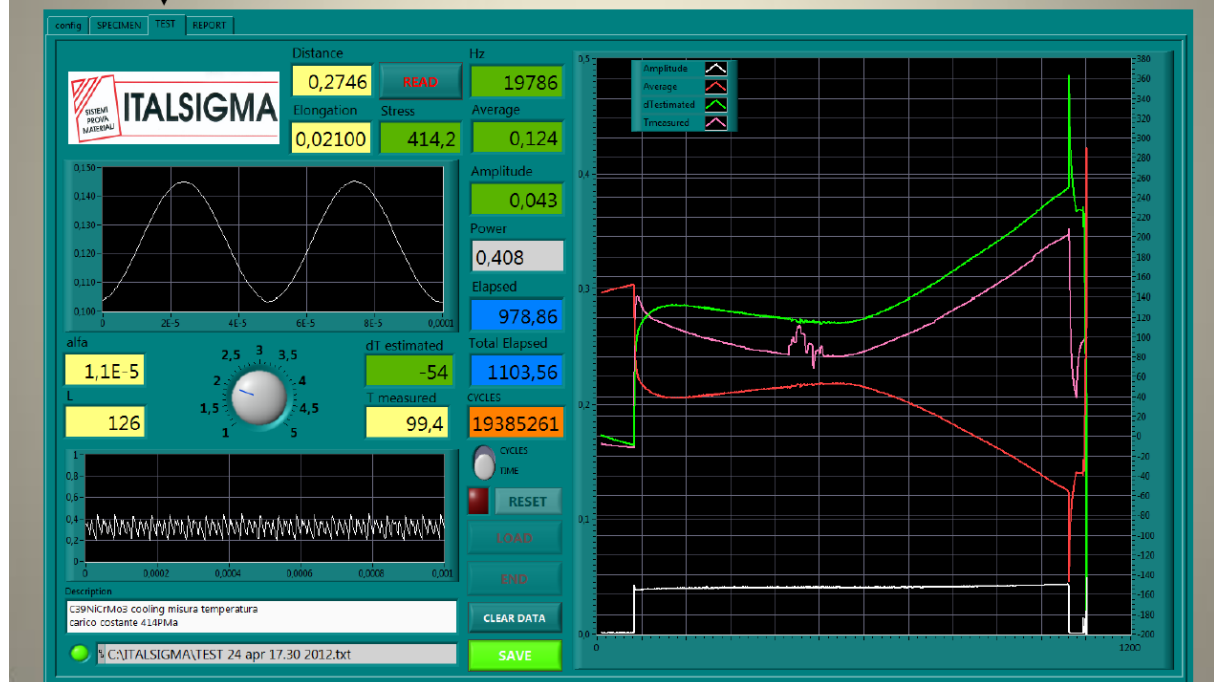 config SPECIMEN TEST REPORT
SISTEMI
PROVA
MATERIALI
ITALSIGMA
Distance
0,2746
READ
Hz
19786
Elongation
0,02100
Stress
414,2
Average
0,124
Amplitude
0,043
Power
0,408
Elapsed
978,86
Total Elapsed
1103,56
CYCLES
19385261
0,150
0,140
0,130
0,120
0,110
0,100
0 2E-5 4E-5 6E-5 8E-5 0,0001
alfa
1,1E-5
L
126
1 1,5 2 2,5 3 3,5 4 4,5 5
dT estimated
-54
T measured
99,4
CYCLES
TIME
RESET
LOAD
END
CLEAR DATA
SAVE
1
0,8
0,6
0,4
0,2
0
0 0,0002 0,0004 0,0006 0,0008 0,001
Description
C39NiCrMo3 cooling misura temperatura
carico costante 414PMa
C:\ITALSIGMA\TEST 24 apr 17.30 2012.txt
Amplitude
Average
dTestimated
Tmeasured
0,5
0,4
0,3
0,2
0,1
0,0
0 1200
380
360
340
320
300
280
260
240
220
200
180
160
140
120
100
80
60
40
20
0
-20
-40
-60
-80
-100
-120
-140
-160
-180
-200